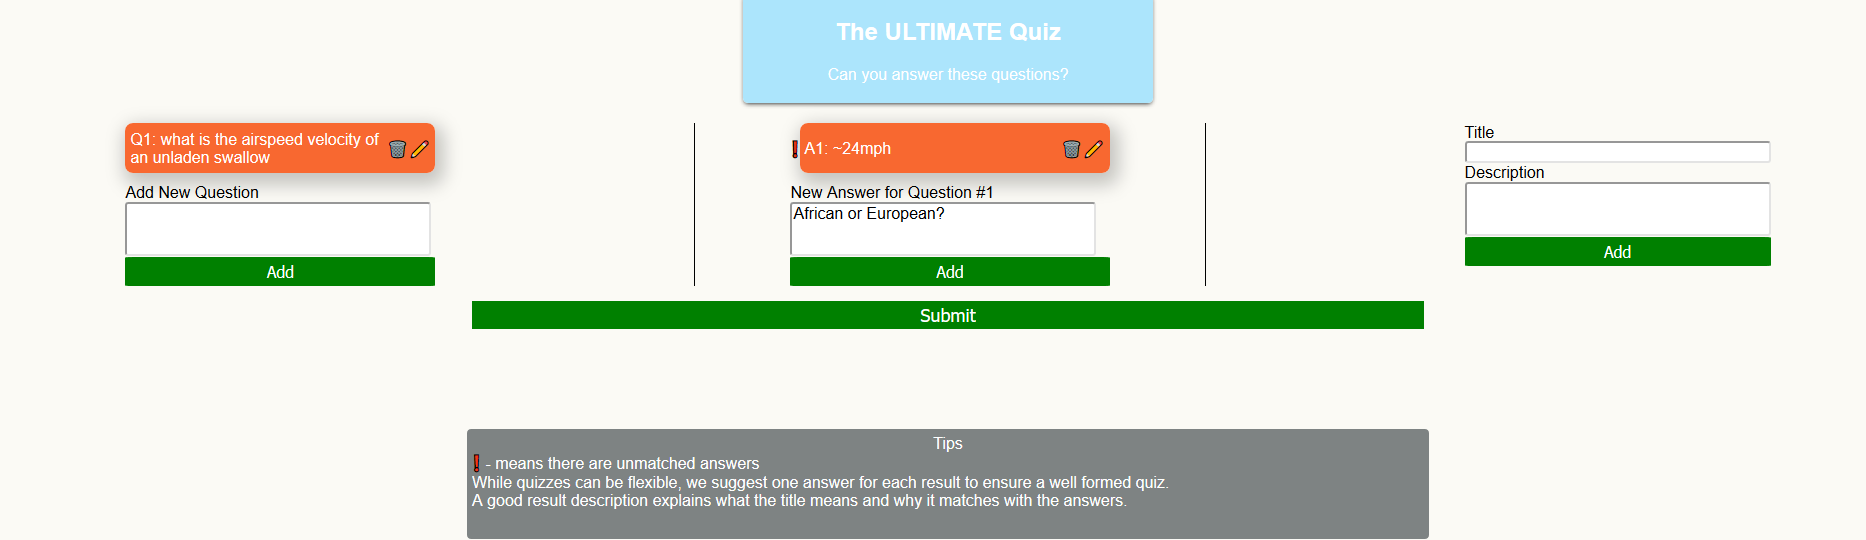 The ULTIMATE Quiz
Can you answer these questions?
Q1: what is the airspeed velocity of
an unladen swallow
Add New Question
Add
❗ A1: ~24mph
New Answer for Question #1
African or European?
Add
Title
Description
Add
Submit
Tips
❗ - means there are unmatched answers
While quizzes can be flexible, we suggest one answer for each result to ensure a well formed quiz.
A good result description explains what the title means and why it matches with the answers.